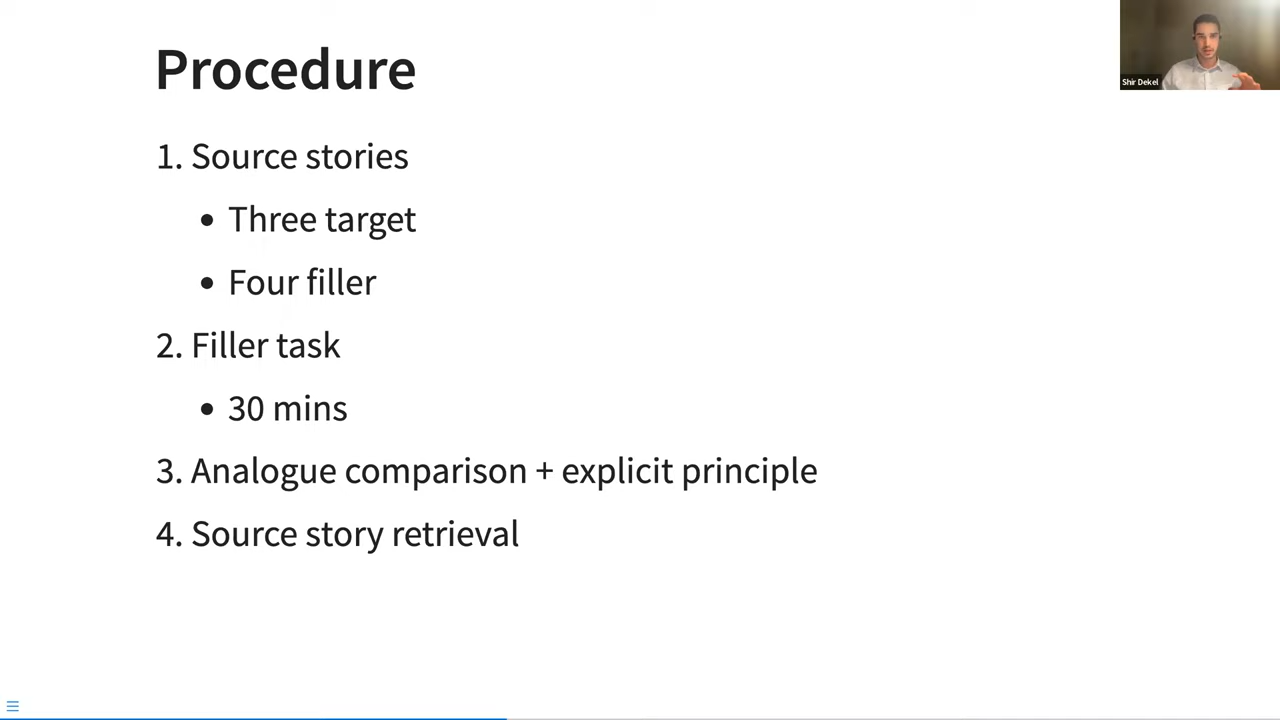 Procedure
Shir Dekel
1. Source stories
• Three target
• Four filler
2. Filler task
• 30 mins
3. Analogue comparison + explicit principle
4. Source story retrieval